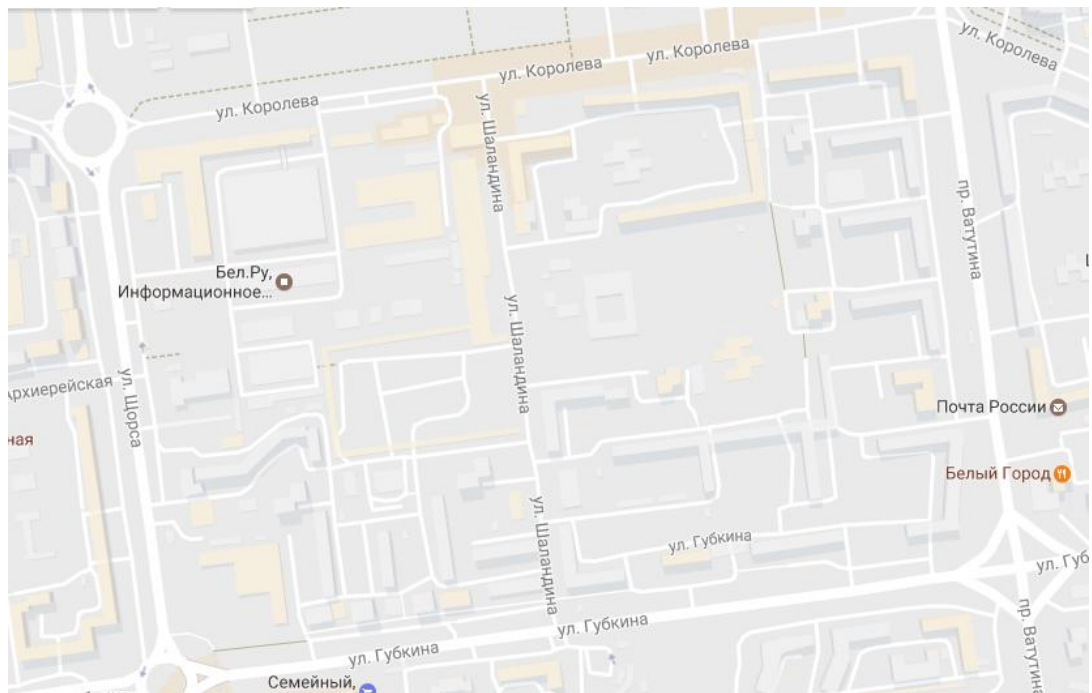 ул. Королева
ул. Королева
ул. Королева
ул. Королева
ул. Шаландина
пр. Ватутина
Бел.Ру,
Информационное...
ул. Шаландина
Архиерейская
ул. Щорса
Почта России
ная
Белый Город
ул. Шаландина
ул. Губкина
ул. Губ
ул. Губкина
ул. Губкина
пр. Ватутина
Семейный,